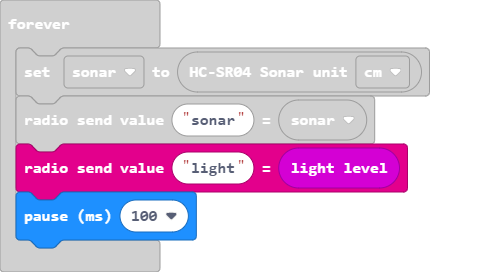 forever
set sonar to HC-SR04 Sonar unit cm
radio send value "sonar" = sonar
radio send value "light" = light level
pause (ms) 100